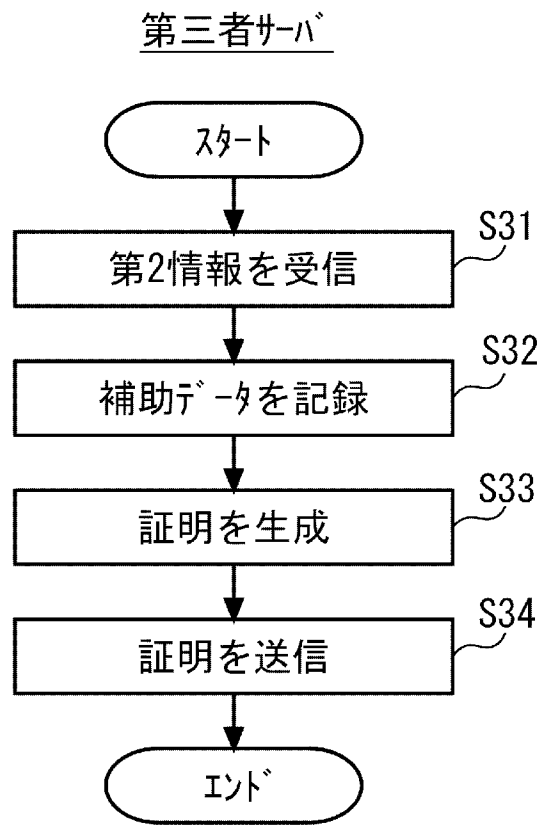 第三者サーバ
スタート
S31
第2情報を受信
S32
補助データを記録
S33
証明を生成
S34
証明を送信
エンド